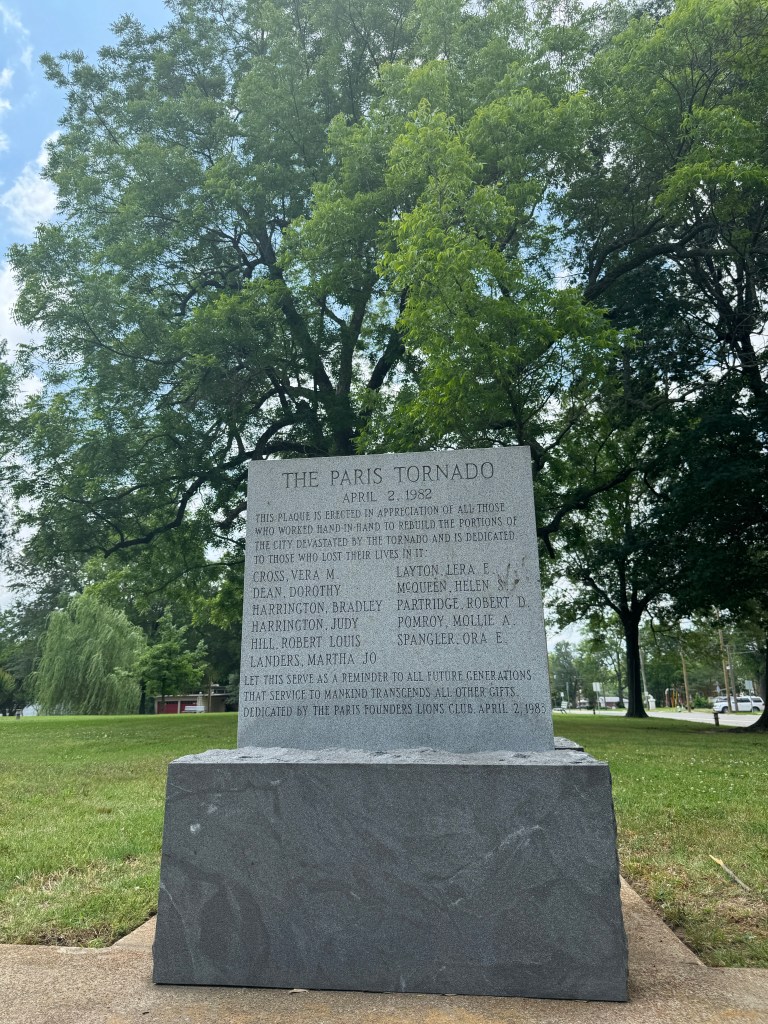 THE PARIS TORNADO
APRIL 2, 1982
THIS PLAQUE IS ERECTED IN APPRECIATION OF ALL THOSE
WHO WORKED HAND-IN-HAND TO REBUILD THE PORTIONS OF
THE CITY DEVASTATED BY THE TORNADO AND IS DEDICATED
TO THOSE WHO LOST THEIR LIVES IN IT:
CROSS, VERA M.
DEAN, DOROTHY
HARRINGTON, BRADLEY
HARRINGTON, JUDY
HILL, ROBERT LOUIS
LANDERS, MARTHA JO
LAYTON, LERA E.
MCQUEEN, HELEN
PARTRIDGE, ROBERT D.
POMROY, MOLLIE A.
SPANGLER, ORA E.
LET THIS SERVE AS A REMINDER TO ALL FUTURE GENERATIONS
THAT SERVICE TO MANKIND TRANSCENDS ALL OTHER GIFTS.
DEDICATED BY THE PARIS FOUNDERS LIONS CLUB, APRIL 2, 1983